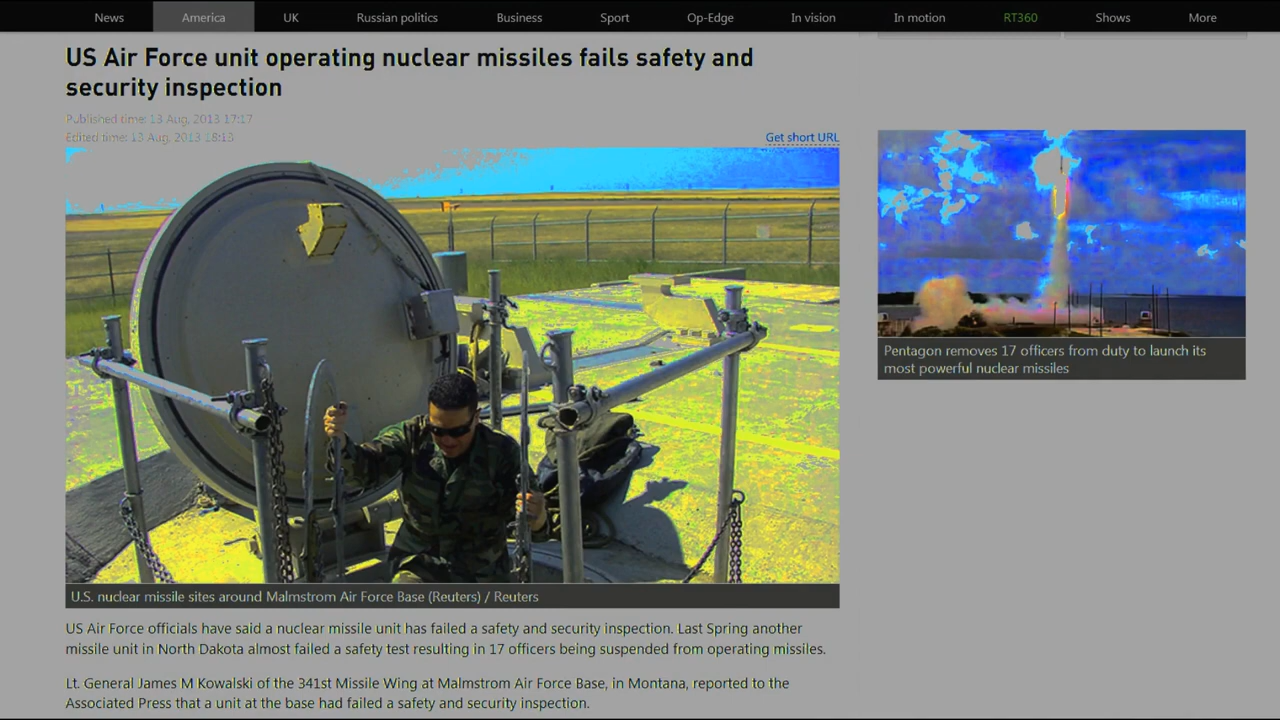 News America UK Russian politics Business Sport Op-Edge In vision In motion RT360 Shows More
US Air Force unit operating nuclear missiles fails safety and
security inspection
Published time: 13 Aug, 2013 17:17
Edited time: 13 Aug, 2013 18:13
Get short URL
U.S. nuclear missile sites around Malmstrom Air Force Base (Reuters) / Reuters
US Air Force officials have said a nuclear missile unit has failed a safety and security inspection. Last Spring another
missile unit in North Dakota almost failed a safety test resulting in 17 officers being suspended from operating missiles.
Lt. General James M Kowalski of the 341st Missile Wing at Malmstrom Air Force Base, in Montana, reported to the
Associated Press that a unit at the base had failed a safety and security inspection.
Pentagon removes 17 officers from duty to launch its
most powerful nuclear missiles